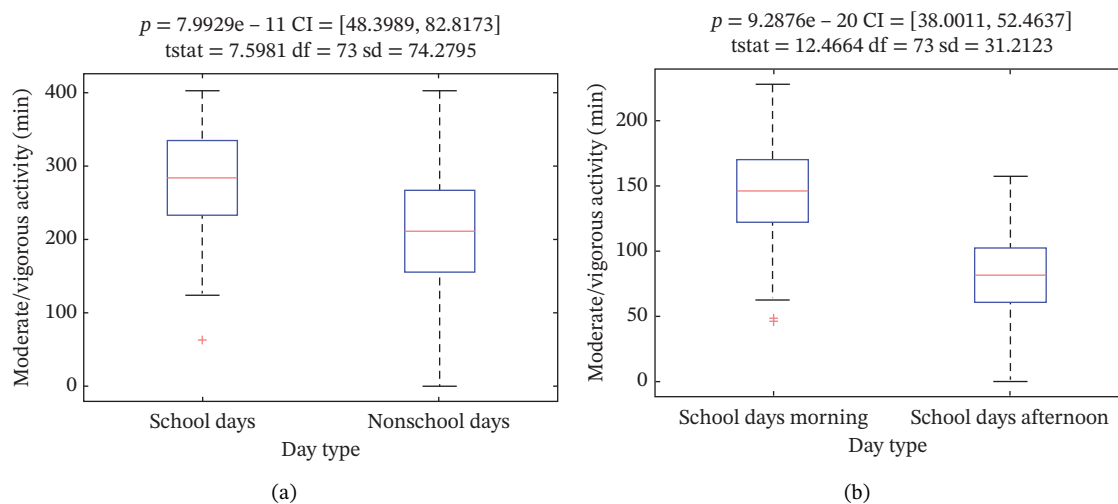 p = 7.9929e – 11 CI = [48.3989, 82.8173]
tstat = 7.5981 df = 73 sd = 74.2795
Moderate/vigorous activity (min)
400
300
200
100
0
School days
Nonschool days
Day type
(a)
p = 9.2876e – 20 CI = [38.0011, 52.4637]
tstat = 12.4664 df = 73 sd = 31.2123
Moderate/vigorous activity (min)
200
150
100
50
0
School days morning
School days afternoon
Day type
(b)